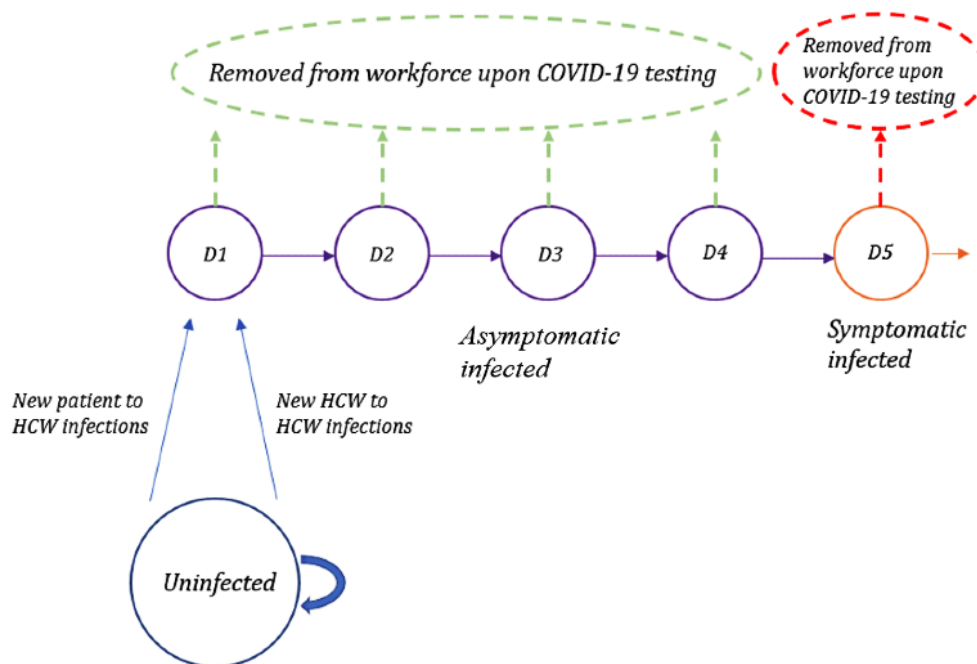 Removed from workforce upon COVID-19 testing
Removed from
workforce upon
COVID-19 testing
D1
D2
D3
D4
D5
Asymptomatic
infected
Symptomatic
infected
New patient to
HCW infections
New HCW to
HCW infections
Uninfected